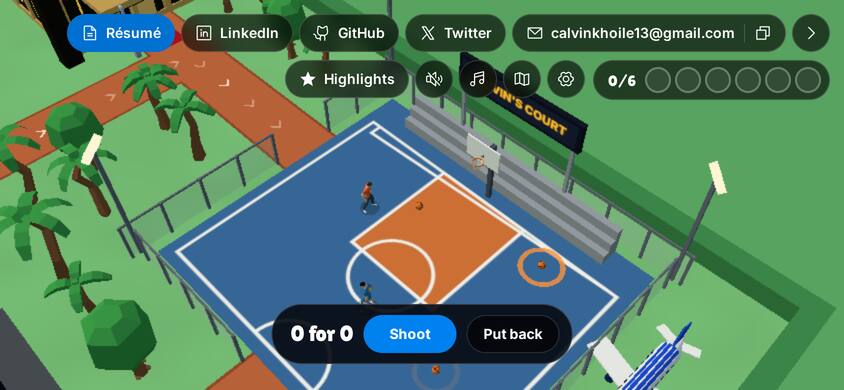 Résumé
LinkedIn
GitHub
Twitter
calvinkhoile13@gmail.com
Highlights
0/6
VIN'S COURT
0 for 0
Shoot
Put back